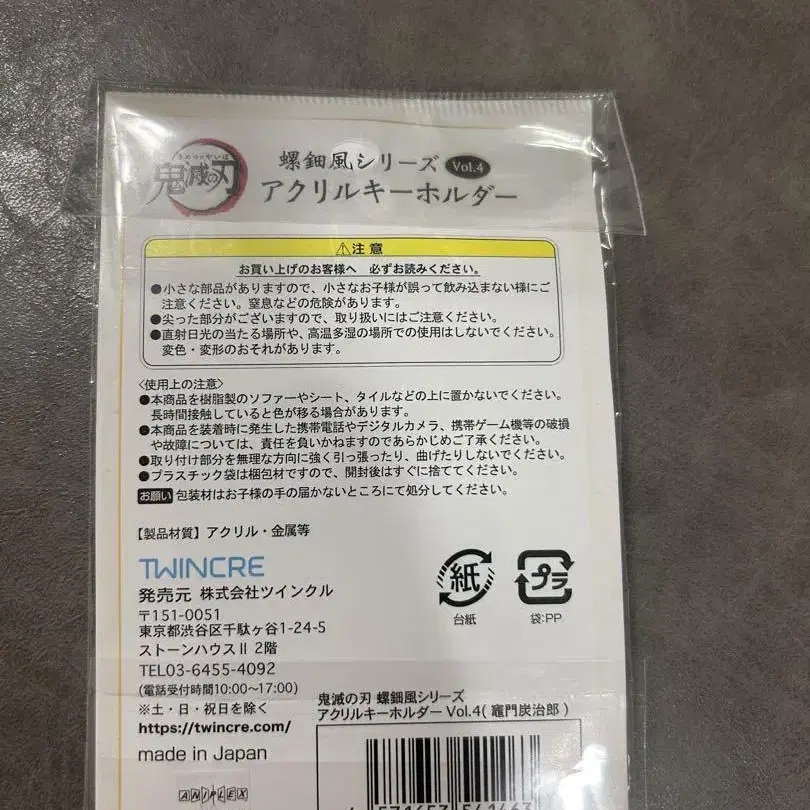 きめつのやいば
鬼滅の刃
螺鈿風シリーズ Vol.4
アクリルキーホルダー
⚠注意
お買い上げのお客様へ 必ずお読みください。
●小さな部品がありますので、小さなお子様が誤って飲み込まない様にご
注意ください。窒息などの危険があります。
●尖った部分がございますので、取り扱いにはご注意ください。
●直射日光の当たる場所や、高温多湿の場所での使用はしないでください。
変色・変形のおそれがあります。
〈使用上の注意〉
●本商品を樹脂製のソファーやシート、タイルなどの上に置かないでください。
長時間接触していると色が移る場合があります。
●本商品を装着時に発生した携帯電話やデジタルカメラ、携帯ゲーム機等の破損
や故障については、責任を負いかねますのであらかじめご了承ください。
●取り付け部分を無理な方向に強く引っ張ったり、曲げたりしないでください。
●プラスチック袋は梱包材ですので、開封後はすぐに捨ててください。
お願い 包装材はお子様の手の届かないところにて処分してください。
【製品材質】アクリル・金属等
TWINCRE
発売元 株式会社ツインクル
〒151-0051
東京都渋谷区千駄ヶ谷1-24-5
ストーンハウスⅡ 2階
TEL03-6455-4092
(電話受付時間10:00〜17:00)
※土・日・祝日を除く
https://twincre.com/
made in Japan
ANIPLEX
紙
台紙
プラ
袋:PP
鬼滅の刃 螺鈿風シリーズ
アクリルキーホルダー Vol.4( 竈門炭治郎 )